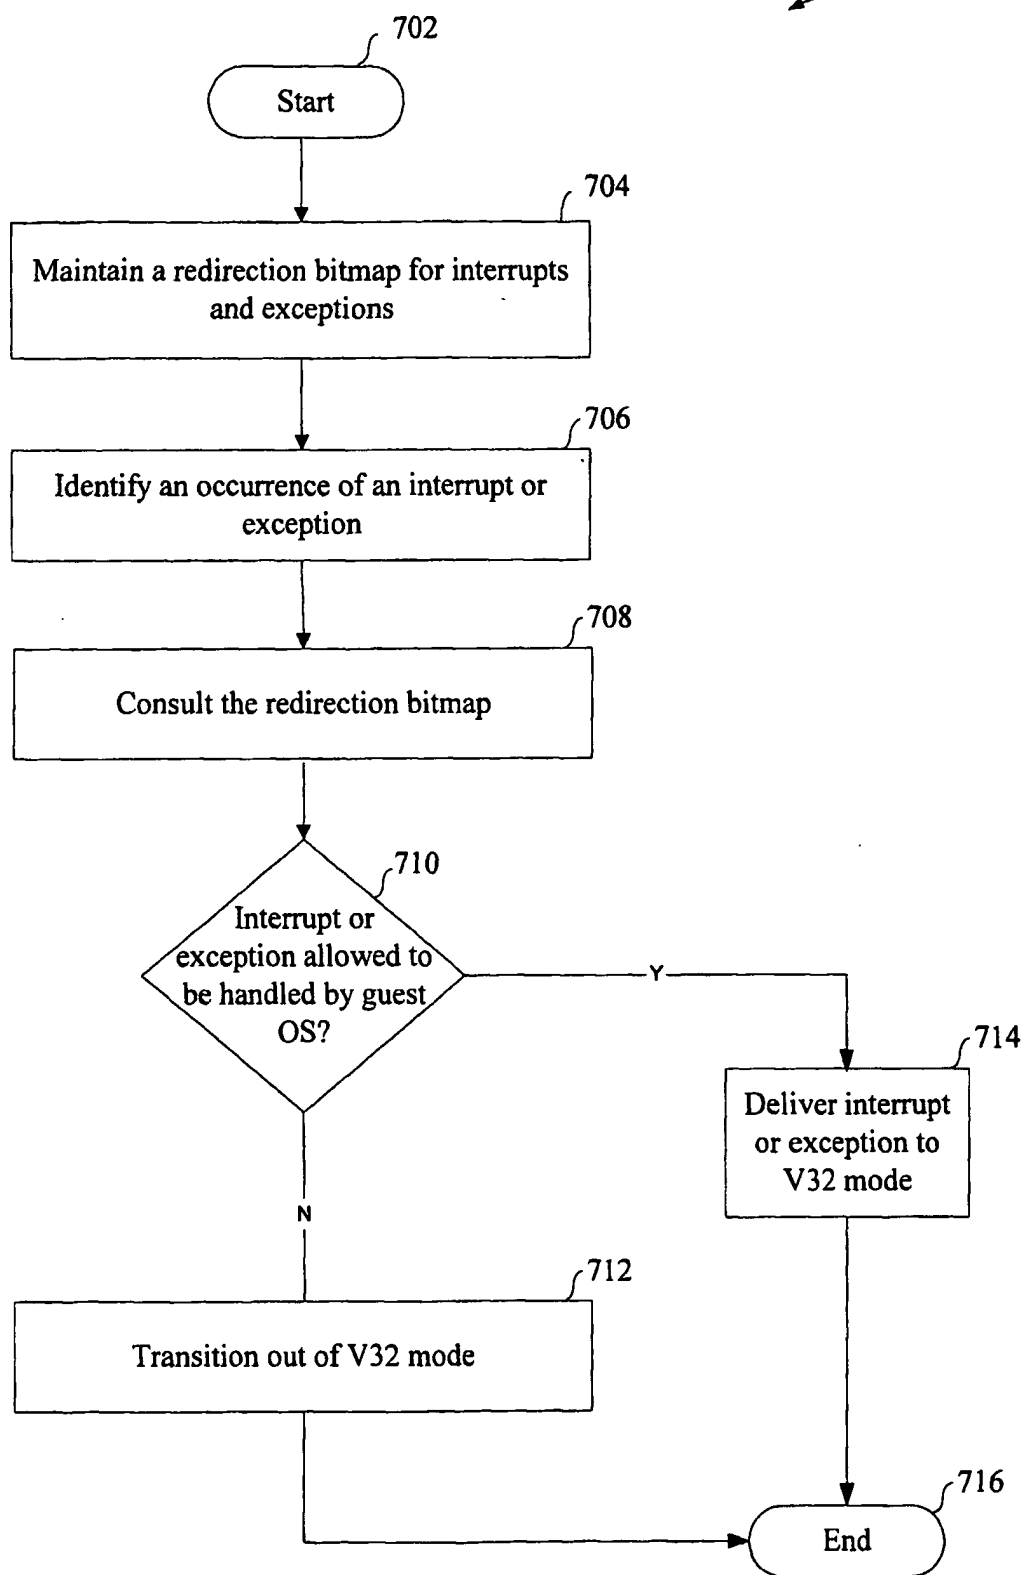 702
Start
704
Maintain a redirection bitmap for interrupts
and exceptions
706
Identify an occurrence of an interrupt or
exception
708
Consult the redirection bitmap
710
Interrupt or
exception allowed to
be handled by guest
OS?
Y
714
Deliver interrupt
or exception to
V32 mode
N
712
Transition out of V32 mode
716
End